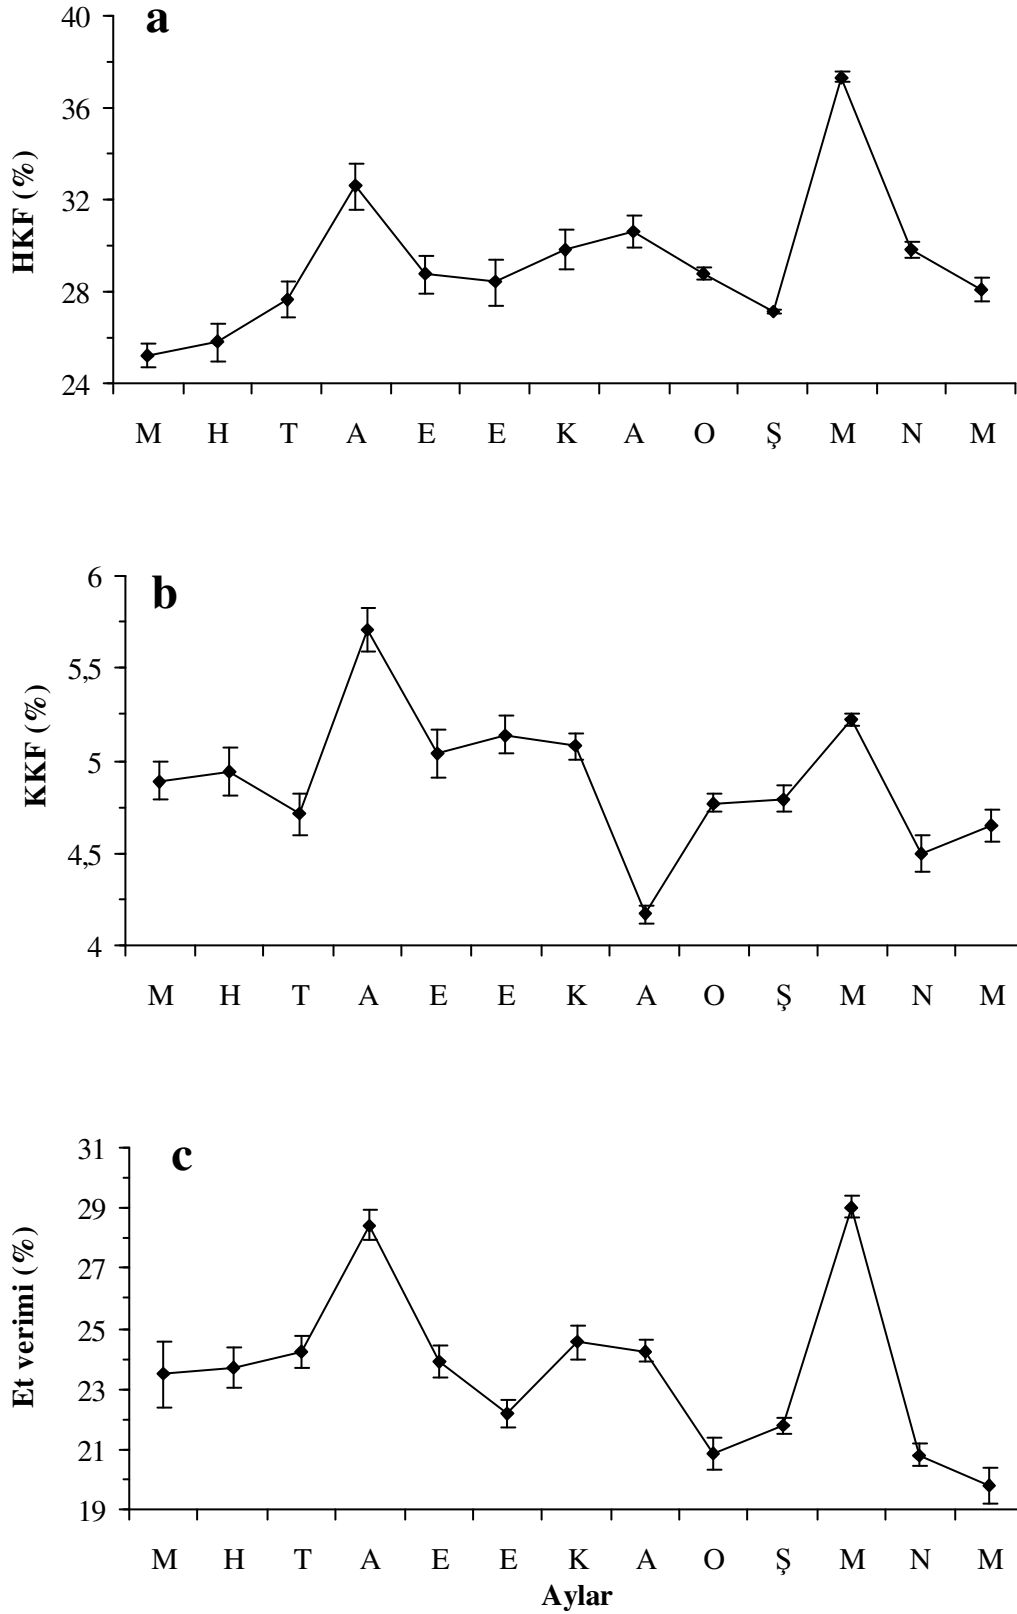 a
HKF (%)
40
36
32
28
24
M H T A E E K A O Ş M N M
b
KKF (%)
6
5,5
5
4,5
4
M H T A E E K A O Ş M N M
c
Et verimi (%)
31
29
27
25
23
21
19
M H T A E E K A O Ş M N M
Aylar